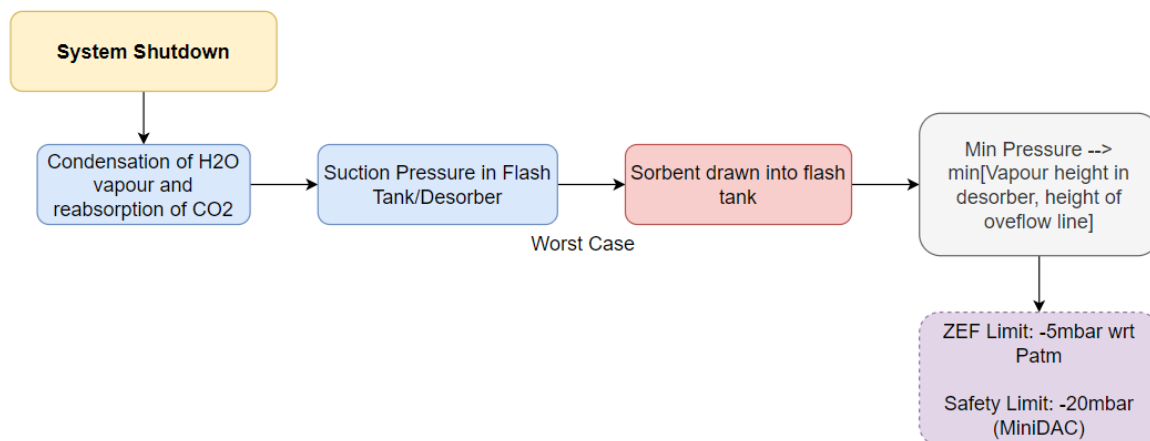 System Shutdown
Condensation of H2O
vapour and
reabsorption of CO2
Suction Pressure in Flash
Tank/Desorber
Sorbent drawn into flash
tank
Worst Case
Min Pressure -->
min[Vapour height in
desorber, height of
oveflow line]
ZEF Limit: -5mbar wrt
Patm
Safety Limit: -20mbar
(MiniDAC)